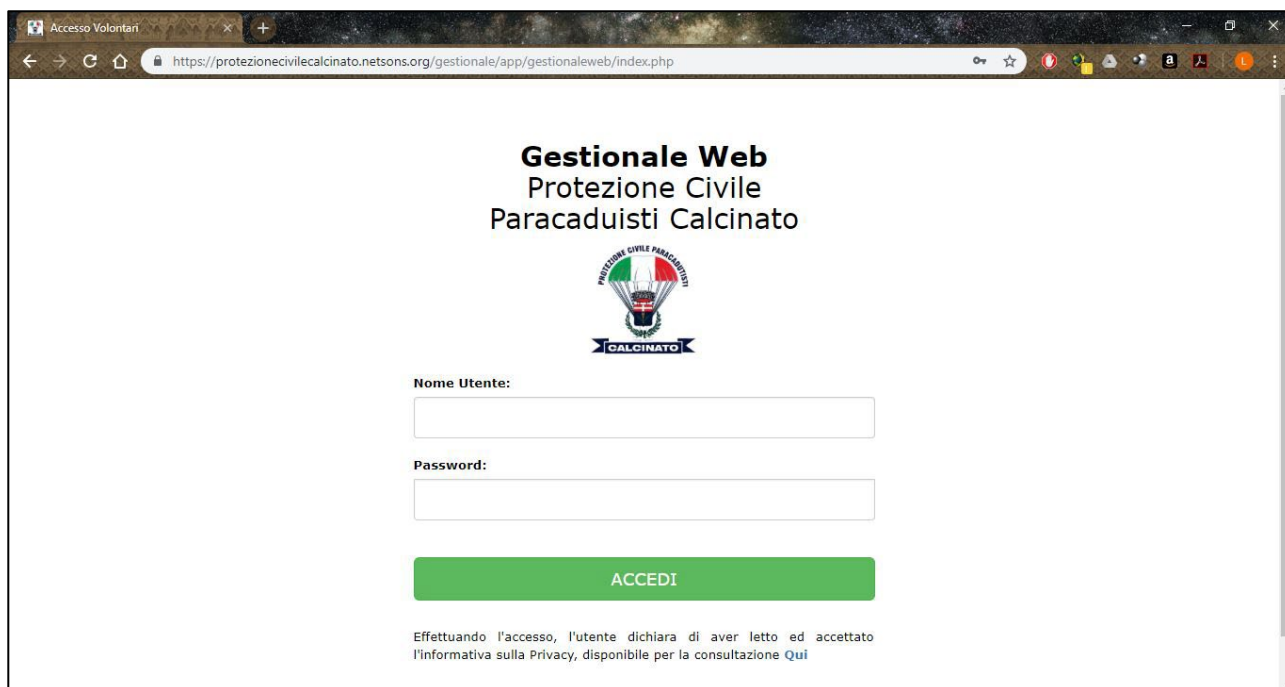 Accesso Volontari
https://protezionecivilecalcinato.netsons.org/gestionale/app/gestionaleweb/index.php
a
L
Gestionale Web
Protezione Civile
Paracaduisti Calcinato
PROTEZIONE CIVILE PARACADUTISTI
CALCINATO
Nome Utente:
Password:
ACCEDI
Effettuando l'accesso, l'utente dichiara di aver letto ed accettato
l'informativa sulla Privacy, disponibile per la consultazione Qui